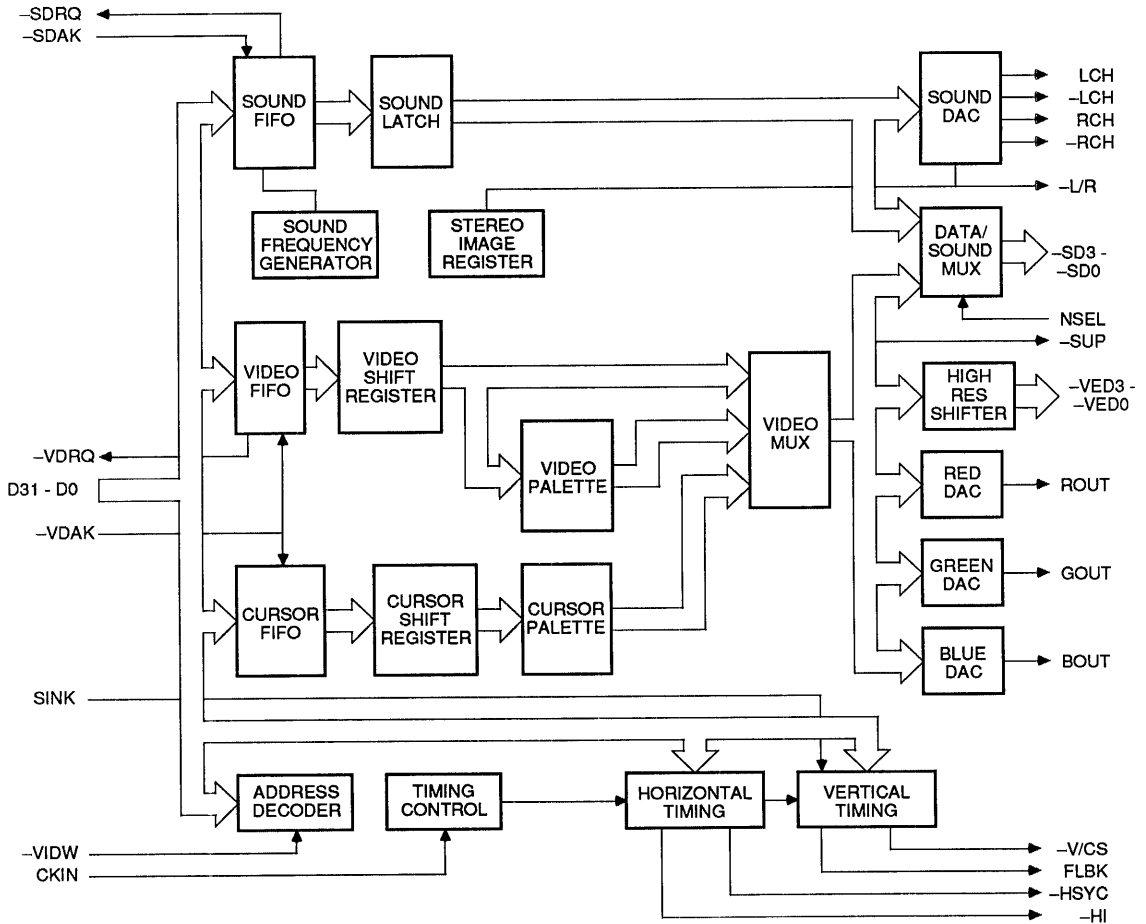 –SDRQ
–SDAK
SOUND
FIFO
SOUND
LATCH
SOUND
DAC
LCH
–LCH
RCH
–RCH
–L/R
SOUND
FREQUENCY
GENERATOR
STEREO
IMAGE
REGISTER
DATA/
SOUND
MUX
–SD3 -
–SD0
NSEL
–SUP
VIDEO
FIFO
VIDEO
SHIFT
REGISTER
VIDEO
PALETTE
VIDEO
MUX
HIGH
RES
SHIFTER
–VED3 -
–VED0
–VDRQ
D31 - D0
–VDAK
RED
DAC
ROUT
CURSOR
FIFO
CURSOR
SHIFT
REGISTER
CURSOR
PALETTE
GREEN
DAC
GOUT
BLUE
DAC
BOUT
SINK
ADDRESS
DECODER
TIMING
CONTROL
HORIZONTAL
TIMING
VERTICAL
TIMING
–VIDW
CKIN
–V/CS
FLBK
–HSYC
–HI